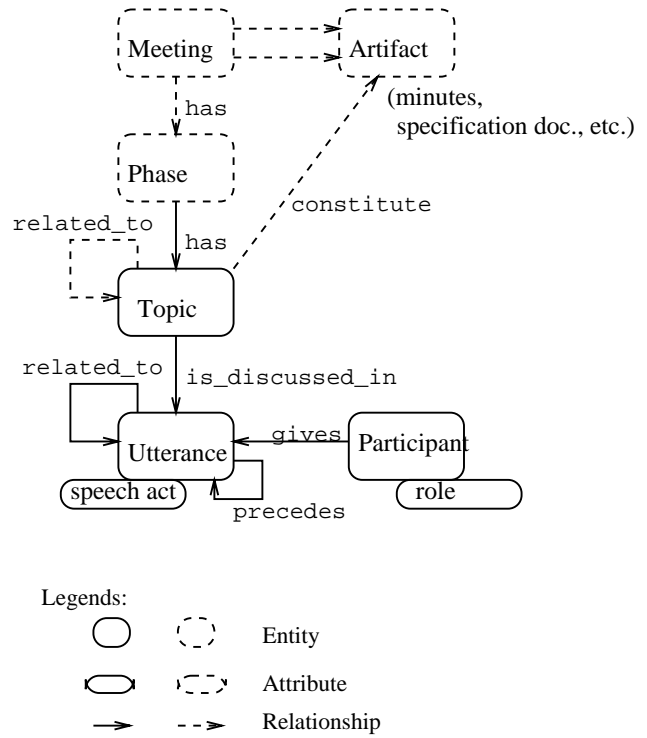 Meeting
Artifact
has
(minutes,
specification doc., etc.)
Phase
constitute
related_to
has
Topic
related_to
is_discussed_in
gives
Participant
Utterance
speech act
role
precedes
Legends:
Entity
Attribute
Relationship